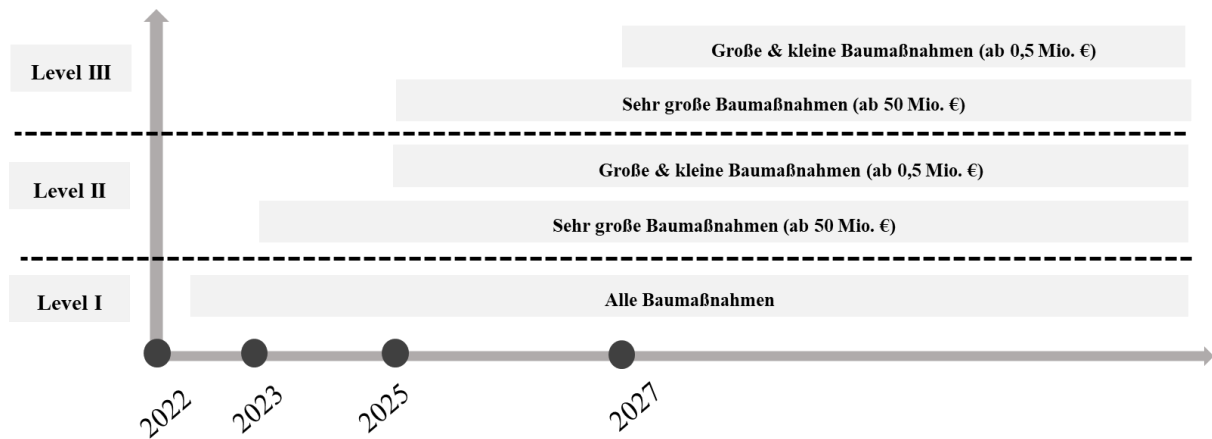 Große & kleine Baumaßnahmen (ab 0,5 Mio. €)
Level III
Sehr große Baumaßnahmen (ab 50 Mio. €)
Große & kleine Baumaßnahmen (ab 0,5 Mio. €)
Level II
Sehr große Baumaßnahmen (ab 50 Mio. €)
Level I
Alle Baumaßnahmen
2022
2023
2025
2027